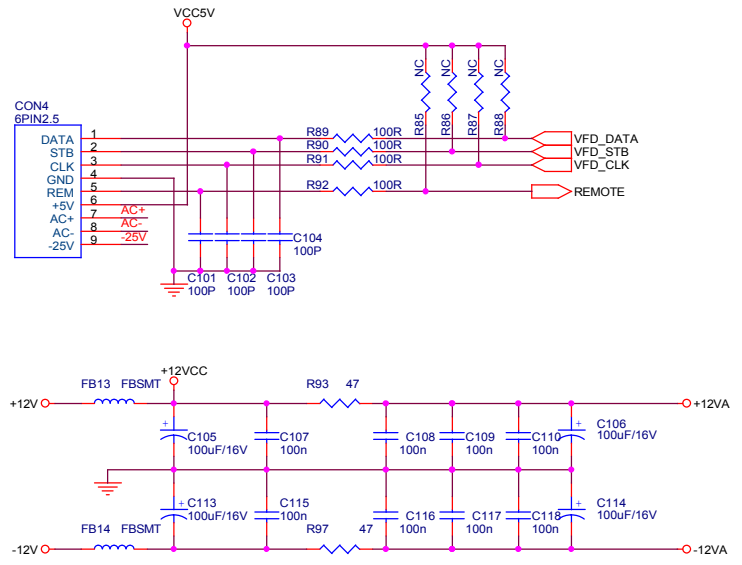 VCC5V
NC NC NC NC
CON4
6PIN2.5
R85 R86 R87 R88
DATA 1 R89 100R VFD_DATA
STB 2 R90 100R VFD_STB
CLK 3 R91 100R VFD_CLK
GND 4
REM 5 R92 100R REMOTE
+5V 6
AC+ 7 AC+
AC- 8 AC-
-25V 9 -25V
C104
100P
C101 C102 C103
100P 100P 100P
+12VCC
FB13 FBSMT R93 47
+12V +12VA
+ C105 C107 C108 C109 C110 + C106
100uF/16V 100n 100n 100n 100n 100uF/16V
+ C113 C115 C116 C117 C118 + C114
100uF/16V 100n 100n 100n 100n 100uF/16V
FB14 FBSMT R97 47
-12V -12VA